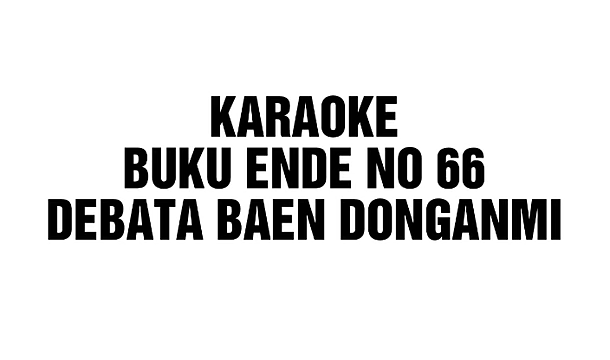 KARAOKE
BUKU ENDE NO 66
DEBATA BAEN DONGANMI